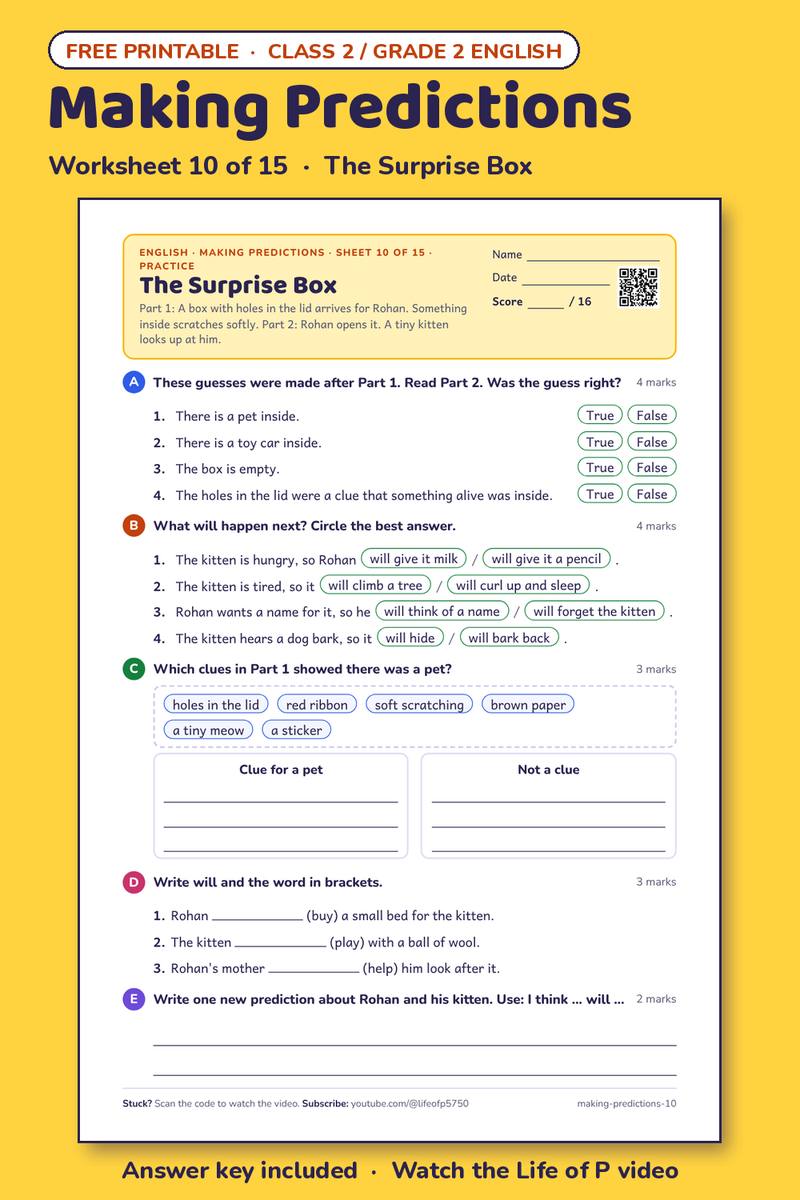 FREE PRINTABLE · CLASS 2 / GRADE 2 ENGLISH
Making Predictions
Worksheet 10 of 15 · The Surprise Box
ENGLISH · MAKING PREDICTIONS · SHEET 10 OF 15 ·
PRACTICE
The Surprise Box
Part 1: A box with holes in the lid arrives for Rohan. Something
inside scratches softly. Part 2: Rohan opens it. A tiny kitten
looks up at him.
Name
Date
Score / 16
A These guesses were made after Part 1. Read Part 2. Was the guess right? 4 marks
1. There is a pet inside. True False
2. There is a toy car inside. True False
3. The box is empty. True False
4. The holes in the lid were a clue that something alive was inside. True False
B What will happen next? Circle the best answer. 4 marks
1. The kitten is hungry, so Rohan will give it milk / will give it a pencil .
2. The kitten is tired, so it will climb a tree / will curl up and sleep .
3. Rohan wants a name for it, so he will think of a name / will forget the kitten .
4. The kitten hears a dog bark, so it will hide / will bark back .
C Which clues in Part 1 showed there was a pet? 3 marks
holes in the lid red ribbon soft scratching brown paper
a tiny meow a sticker
Clue for a pet Not a clue
D Write will and the word in brackets. 3 marks
1. Rohan ____________ (buy) a small bed for the kitten.
2. The kitten ____________ (play) with a ball of wool.
3. Rohan's mother ____________ (help) him look after it.
E Write one new prediction about Rohan and his kitten. Use: I think ... will ... 2 marks
Stuck? Scan the code to watch the video. Subscribe: youtube.com/@lifeofp5750 making-predictions-10
Answer key included · Watch the Life of P video